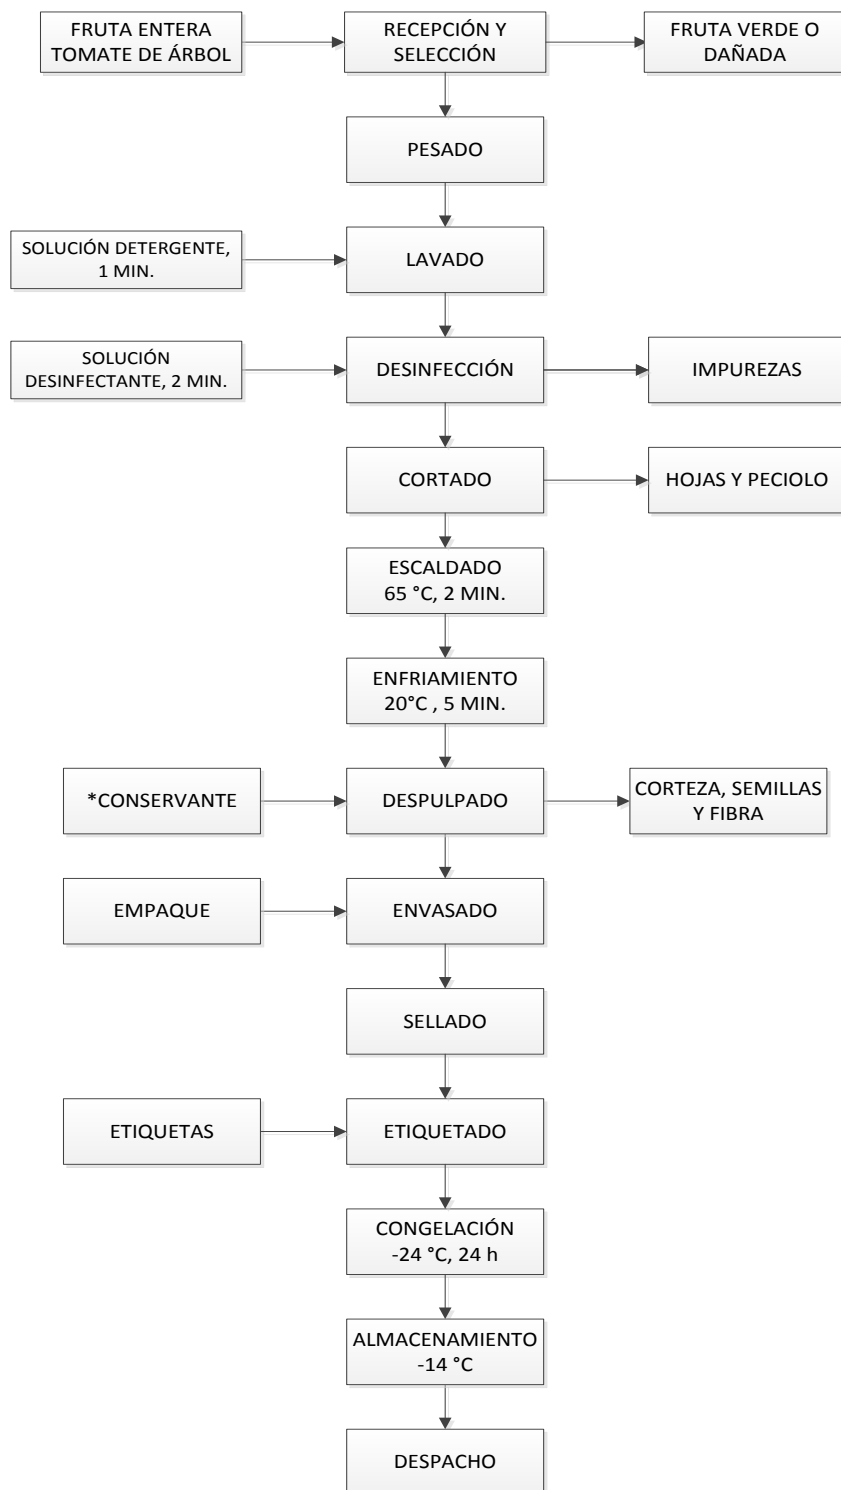 FRUTA ENTERA
TOMATE DE ÁRBOL
RECEPCIÓN Y
SELECCIÓN
FRUTA VERDE O
DAÑADA
PESADO
SOLUCIÓN DETERGENTE,
1 MIN.
LAVADO
SOLUCIÓN
DESINFECTANTE, 2 MIN.
DESINFECCIÓN
IMPUREZAS
CORTADO
HOJAS Y PECIOLO
ESCALDADO
65 °C, 2 MIN.
ENFRIAMIENTO
20°C , 5 MIN.
*CONSERVANTE
DESPULPADO
CORTEZA, SEMILLAS
Y FIBRA
EMPAQUE
ENVASADO
SELLADO
ETIQUETAS
ETIQUETADO
CONGELACIÓN
-24 °C, 24 h
ALMACENAMIENTO
-14 °C
DESPACHO